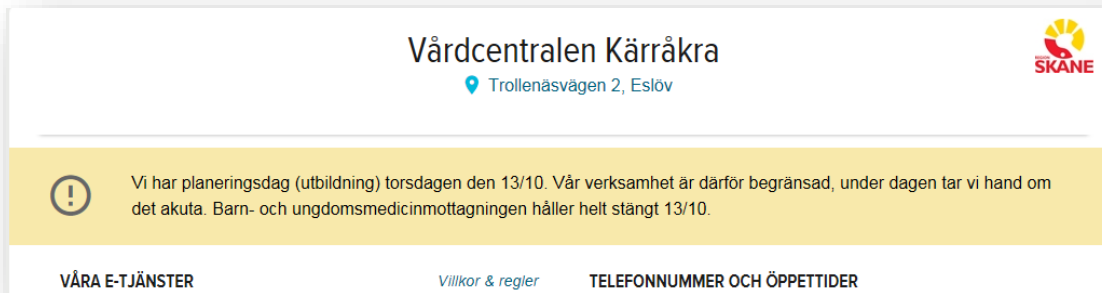 Vårdcentralen Kärråkra
Trollenäsvägen 2, Eslöv
REGION
SKÅNE
Vi har planeringsdag (utbildning) torsdagen den 13/10. Vår verksamhet är därför begränsad, under dagen tar vi hand om
det akuta. Barn- och ungdomsmedicinmottagningen håller helt stängt 13/10.
VÅRA E-TJÄNSTER
Villkor & regler
TELEFONNUMMER OCH ÖPPETTIDER